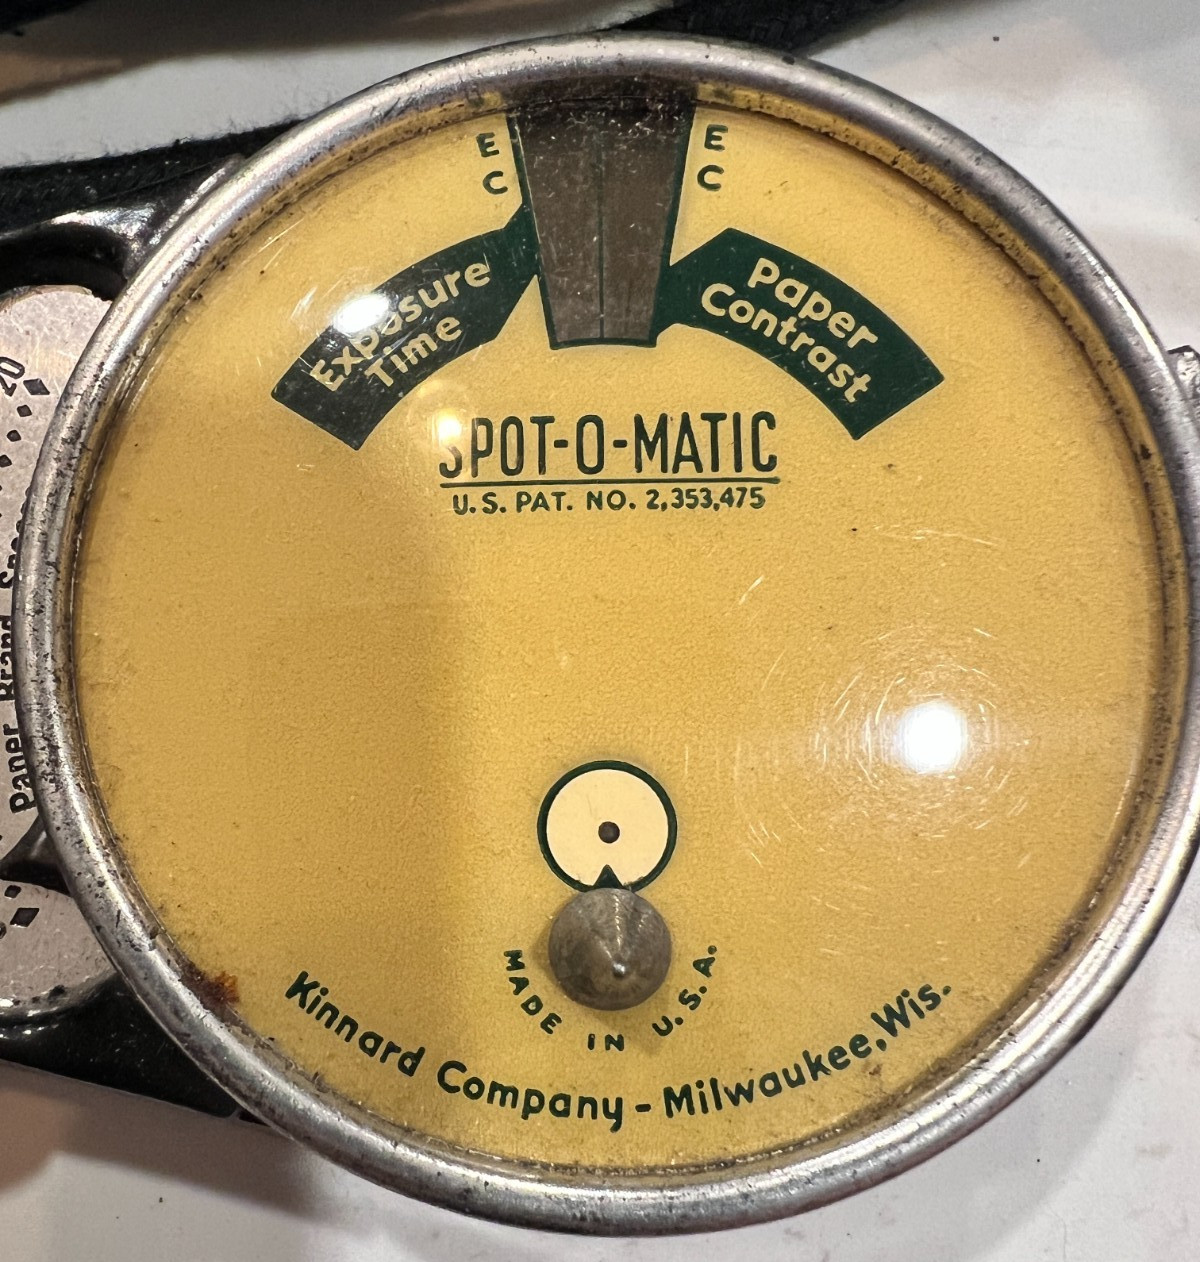 E E
C C
Exposure
Time
Paper
Contrast
SPOT-O-MATIC
U.S. PAT. NO. 2,353,475
MADE IN U.S.A.
Kinnard Company - Milwaukee, Wis.
20
Paper Brand